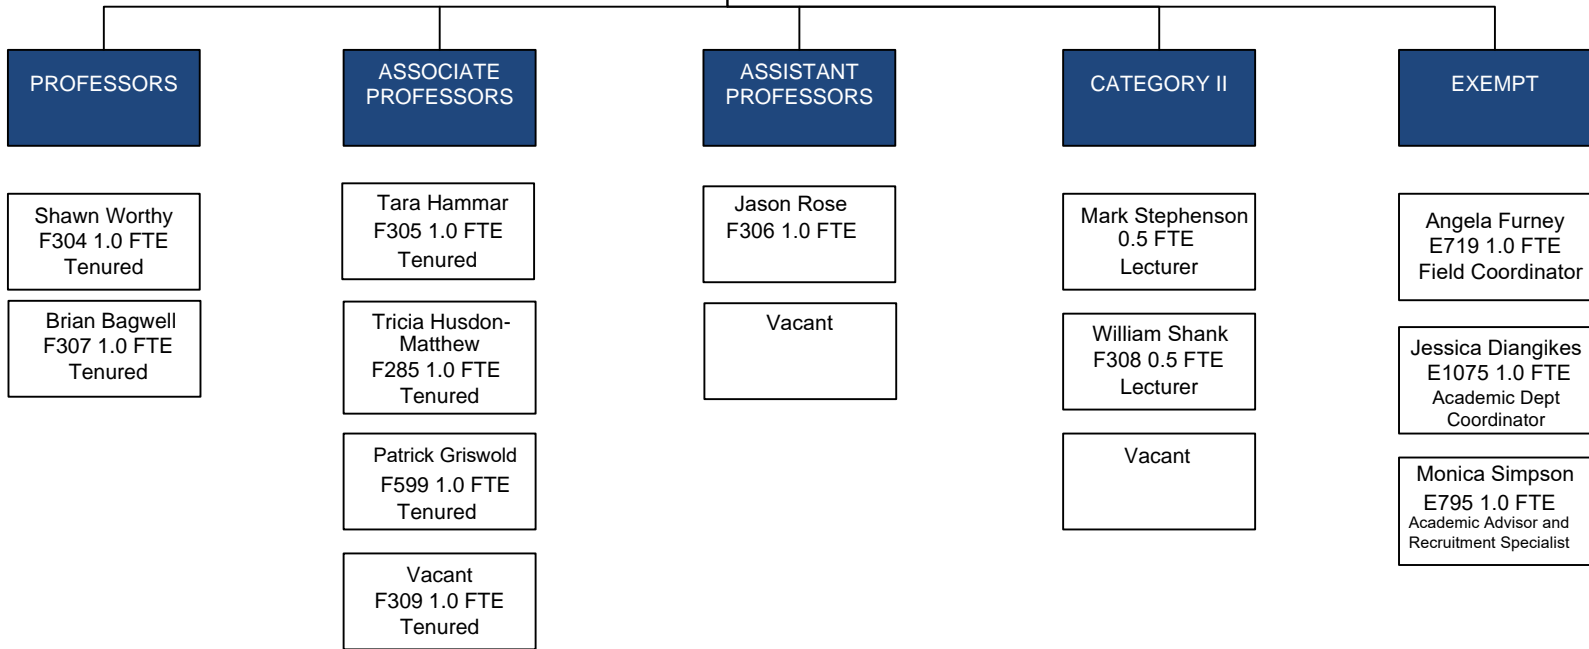 PROFESSORS
ASSOCIATE
PROFESSORS
ASSISTANT
PROFESSORS
CATEGORY II
EXEMPT
Shawn Worthy
F304 1.0 FTE
Tenured
Brian Bagwell
F307 1.0 FTE
Tenured
Tara Hammar
F305 1.0 FTE
Tenured
Tricia Husdon-
Matthew
F285 1.0 FTE
Tenured
Patrick Griswold
F599 1.0 FTE
Tenured
Vacant
F309 1.0 FTE
Tenured
Jason Rose
F306 1.0 FTE
Vacant
Mark Stephenson
0.5 FTE
Lecturer
William Shank
F308 0.5 FTE
Lecturer
Vacant
Angela Furney
E719 1.0 FTE
Field Coordinator
Jessica Diangikes
E1075 1.0 FTE
Academic Dept
Coordinator
Monica Simpson
E795 1.0 FTE
Academic Advisor and
Recruitment Specialist